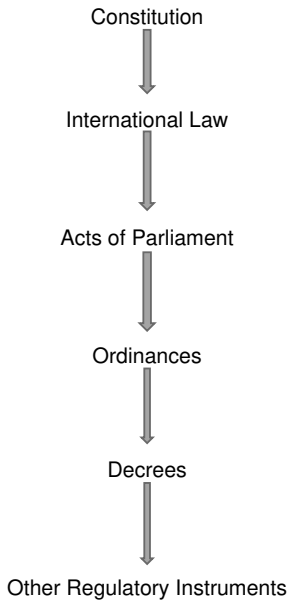 Constitution
International Law
Acts of Parliament
Ordinances
Decrees
Other Regulatory Instruments